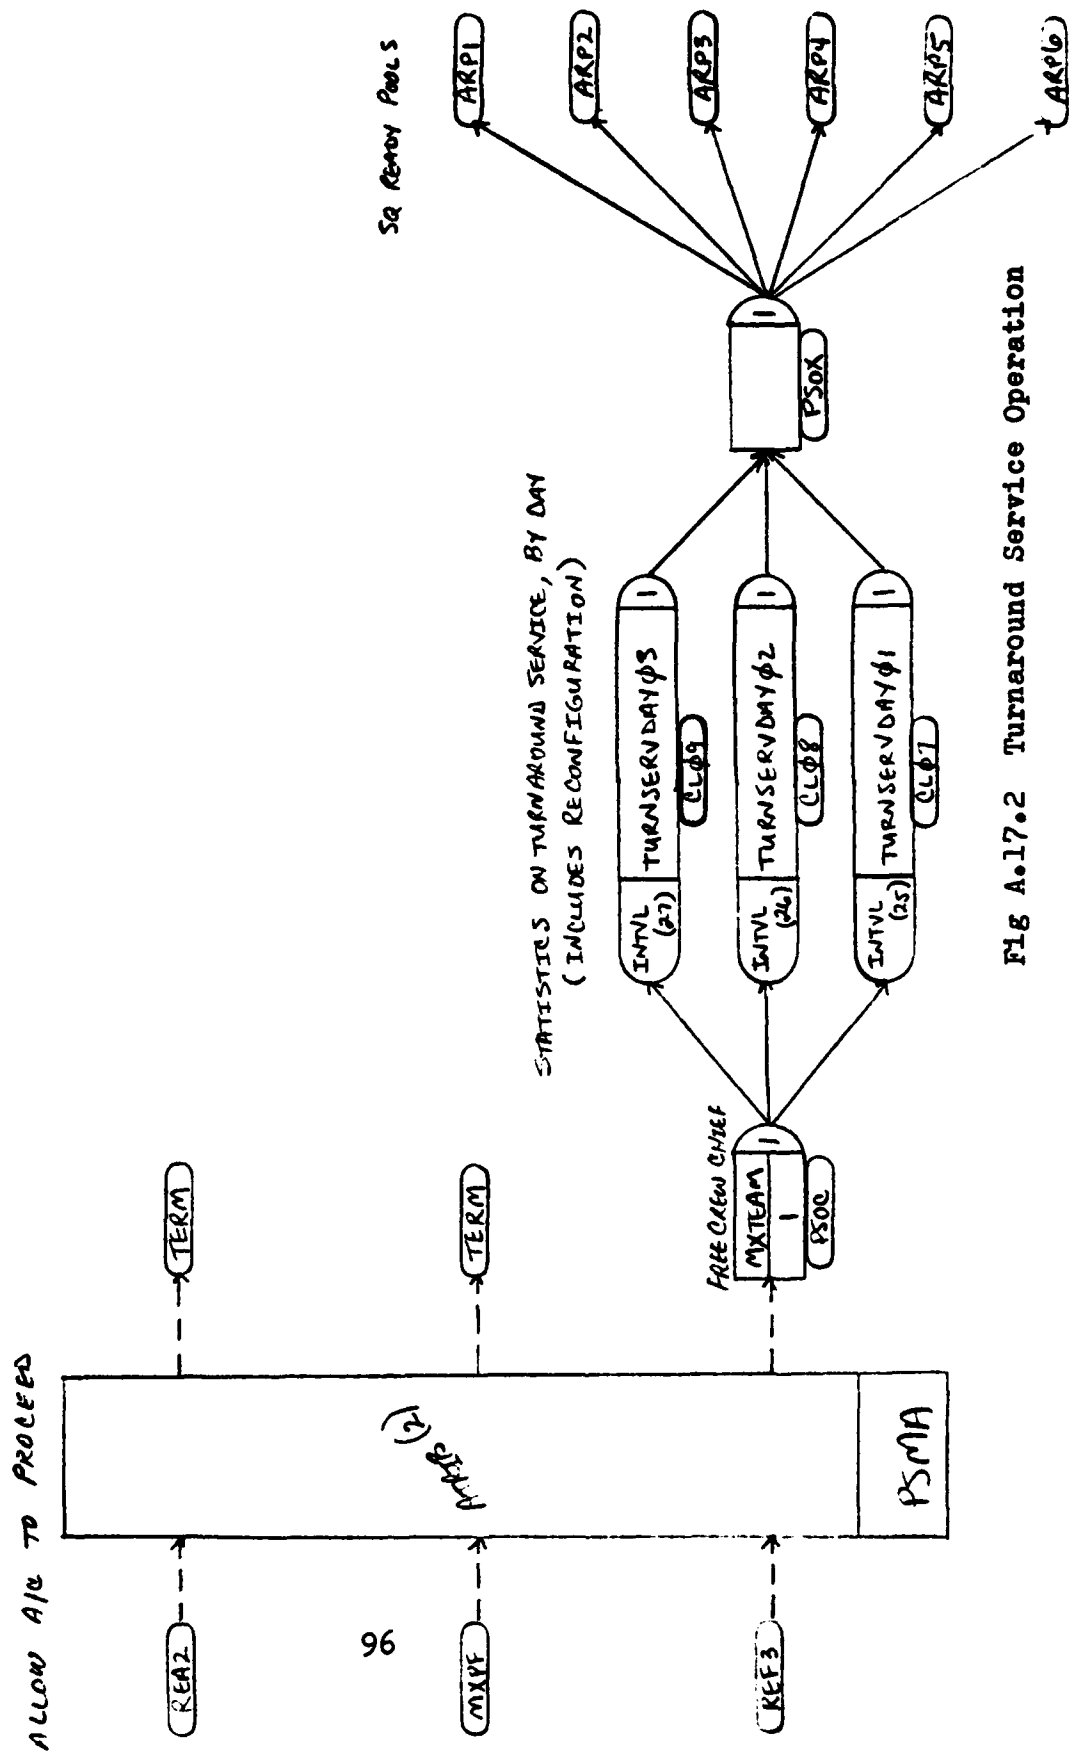 ALLOW A/C TO PROCEED
REA2
MXPF
REF3
(2)
PSMA
TERM
TERM
FREE CREW CHIEF
MXTEAM
1
1
PSOC
STATISTICS ON TURNAROUND SERVICE, BY DAY
(INCLUDES RECONFIGURATION)
INTVL
(27)
TURNSERVDAYØ3
1
CLØ9
INTVL
(26)
TURNSERVDAYØ2
1
CLØ8
INTVL
(25)
TURNSERVDAYØ1
1
CLØ7
1
PSOX
SQ READY POOLS
ARP1
ARP2
ARP3
ARP4
ARP5
ARP6
Fig A.17.2 Turnaround Service Operation
96